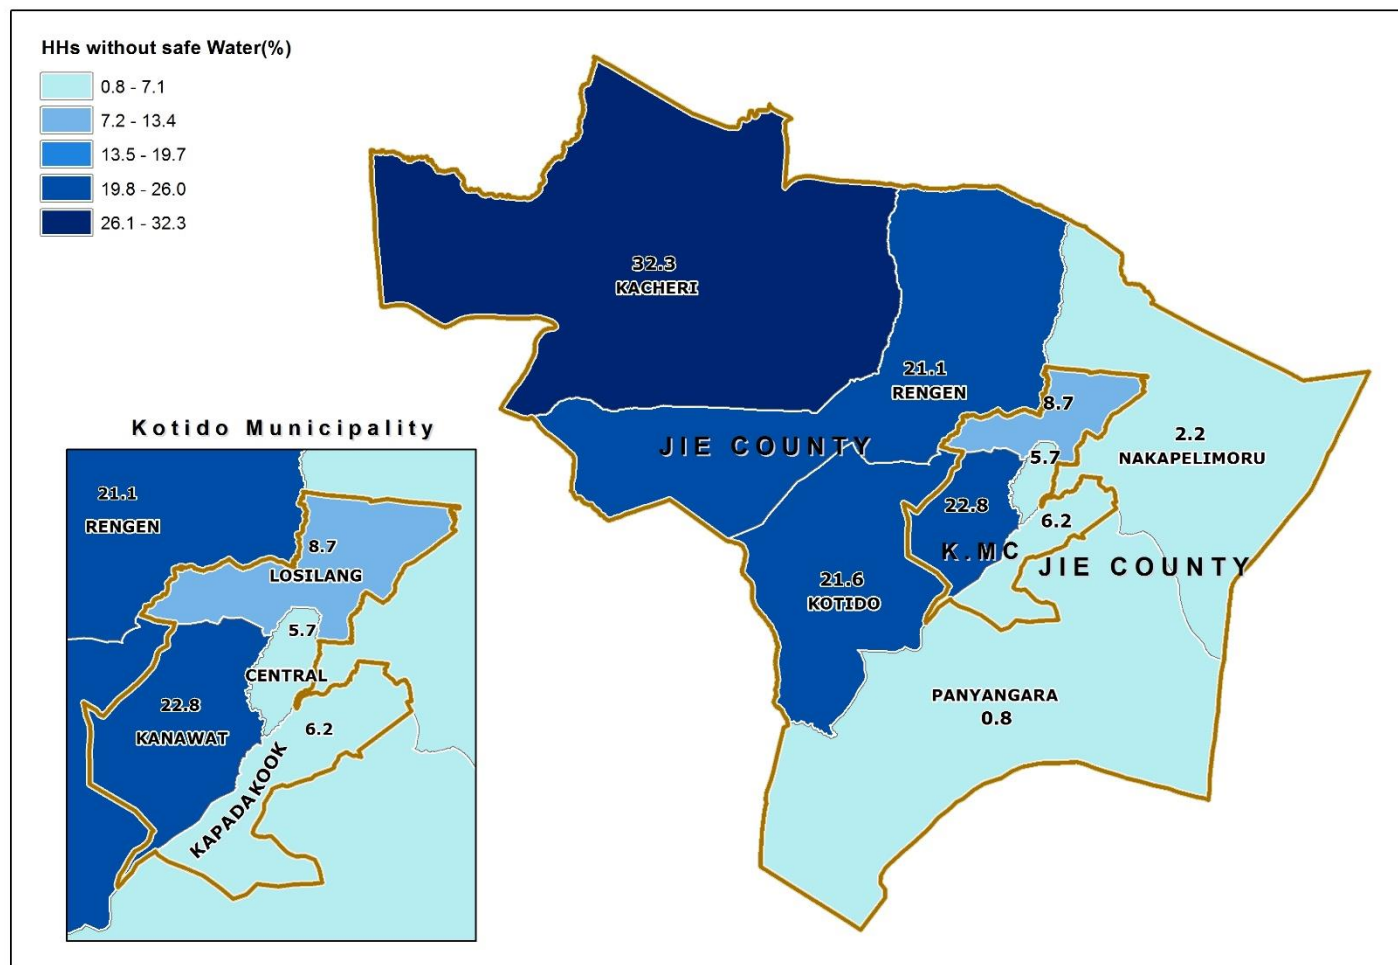 HHs without safe Water(%)
0.8 - 7.1
7.2 - 13.4
13.5 - 19.7
19.8 - 26.0
26.1 - 32.3
32.3
KACHERI
21.1
RENGEN
8.7
2.2
NAKAPELIMORU
JIE COUNTY
5.7
22.8
6.2
K.MC
JIE COUNTY
21.6
KOTIDO
PANYANGARA
0.8
Kotido Municipality
21.1
RENGEN
8.7
LOSILANG
5.7
CENTRAL
22.8
KANAWAT
6.2
KAPADAKOOK